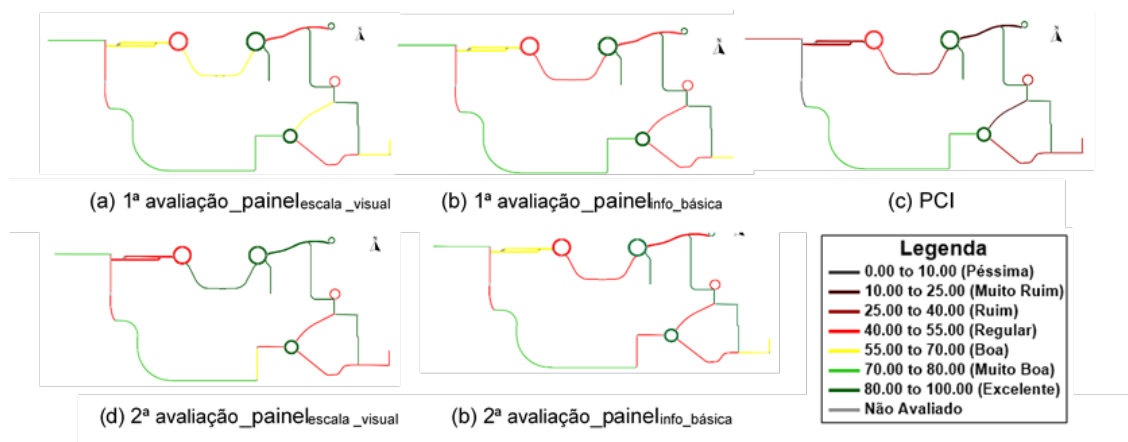 (a) 1ª avaliação_painelescala _visual
(b) 1ª avaliação_painelinfo_básica
(c) PCI
(d) 2ª avaliação_painelescala_visual
(b) 2ª avaliação_painelinfo_básica
Legenda
0.00 to 10.00 (Péssima)
10.00 to 25.00 (Muito Ruim)
25.00 to 40.00 (Ruim)
40.00 to 55.00 (Regular)
55.00 to 70.00 (Boa)
70.00 to 80.00 (Muito Boa)
80.00 to 100.00 (Excelente)
Não Avaliado